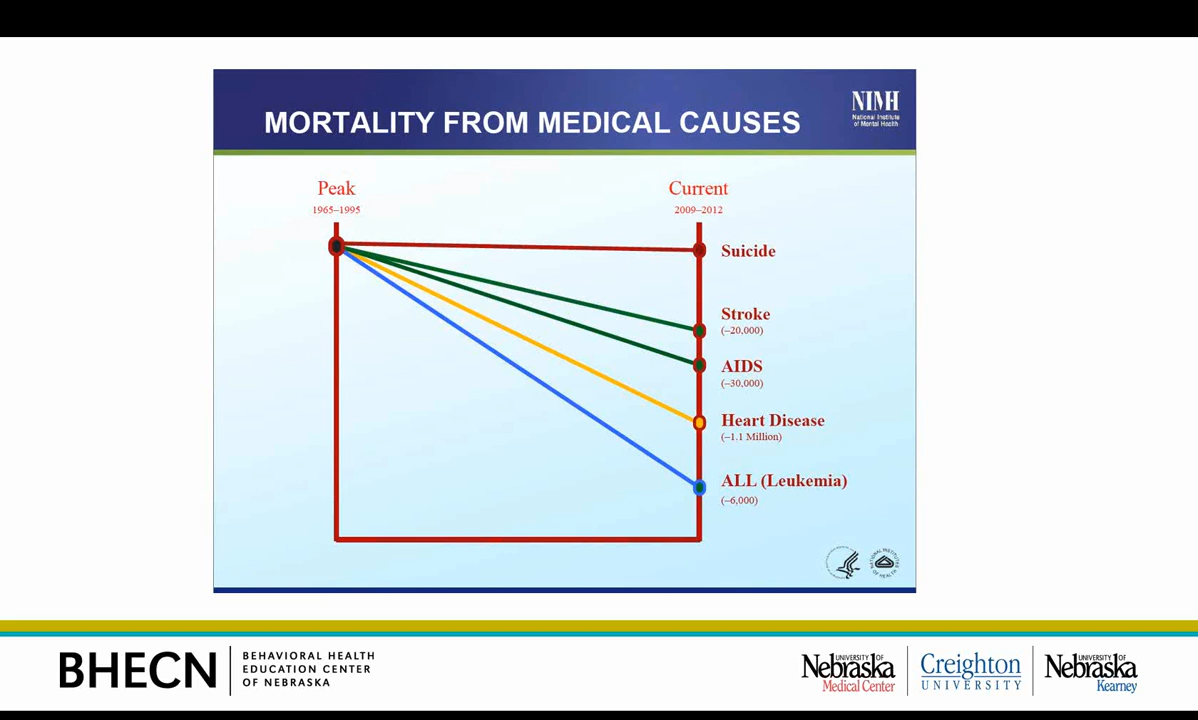 MORTALITY FROM MEDICAL CAUSES
NIMH
National Institute
of Mental Health
Peak
1965–1995
Current
2009–2012
Suicide
Stroke
(–20,000)
AIDS
(–30,000)
Heart Disease
(–1.1 Million)
ALL (Leukemia)
(–6,000)
BHECN
BEHAVIORAL HEALTH
EDUCATION CENTER
OF NEBRASKA
UNIVERSITY OF
Nebraska
Medical Center
Creighton
UNIVERSITY
UNIVERSITY OF
Nebraska
Kearney